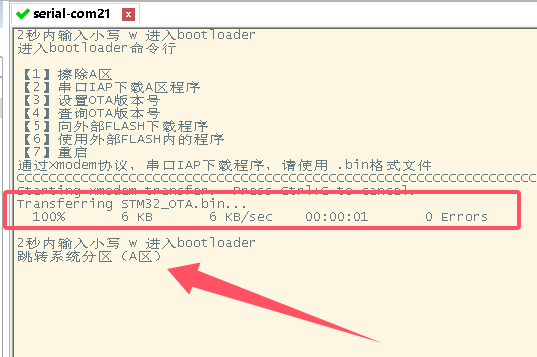 serial-com21
2秒内输入小写 w 进入bootloader
进入bootloader命令行
【1】擦除A区
【2】串口IAP下载A区程序
【3】设置OTA版本号
【4】查询OTA版本号
【5】向外部FLASH下载程序
【6】使用外部FLASH内的程序
【7】重启
通过Xmodem协议，串口IAP下载程序，请使用 .bin格式文件
Starting xmodem transfer.  Press Ctrl+C to cancel.
Transferring STM32_OTA.bin...
100%       6 KB       6 KB/sec    00:00:01       0 Errors
2秒内输入小写 w 进入bootloader
跳转系统分区（A区）